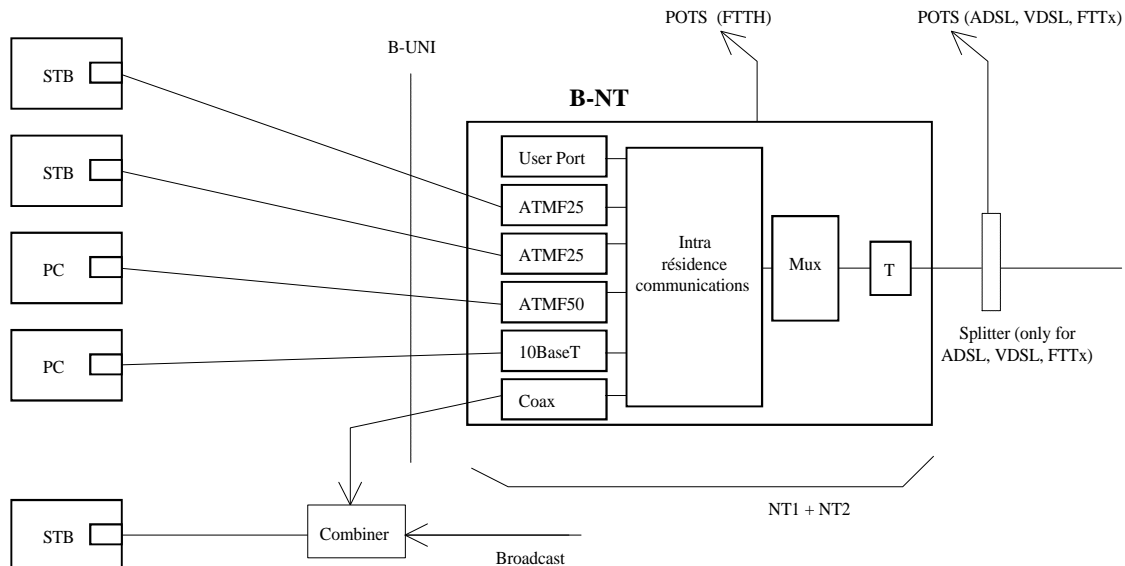 POTS (FTTH)
POTS (ADSL, VDSL, FTTx)
B-UNI
STB
B-NT
User Port
STB
ATMF25
ATMF25
Intra
résidence
communications
Mux
T
PC
ATMF50
PC
10BaseT
Splitter (only for
ADSL, VDSL, FTTx)
Coax
NT1 + NT2
STB
Combiner
Broadcast